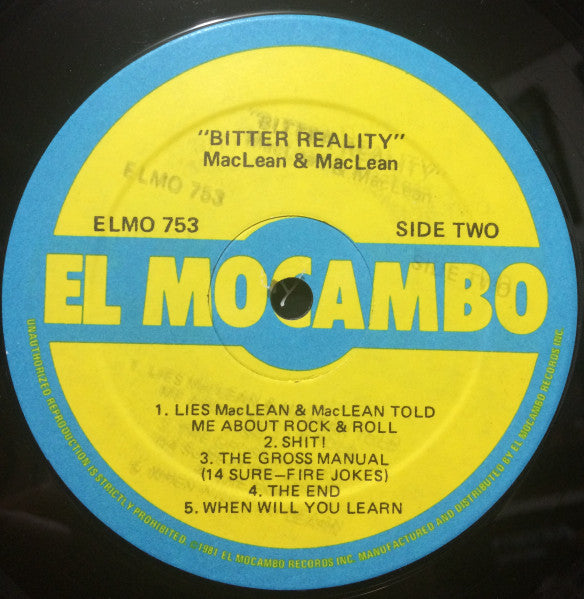 "BITTER REALITY"
MacLean & MacLean
ELMO 753
SIDE TWO
EL MOCAMBO
1. LIES MacLEAN & MacLEAN TOLD
ME ABOUT ROCK & ROLL
2. SHIT!
3. THE GROSS MANUAL
(14 SURE–FIRE JOKES)
4. THE END
5. WHEN WILL YOU LEARN
UNAUTHORIZED REPRODUCTION IS STRICTLY PROHIBITED. ©1981 EL MOCAMBO RECORDS INC. MANUFACTURED AND DISTRIBUTED BY EL MOCAMBO RECORDS INC.